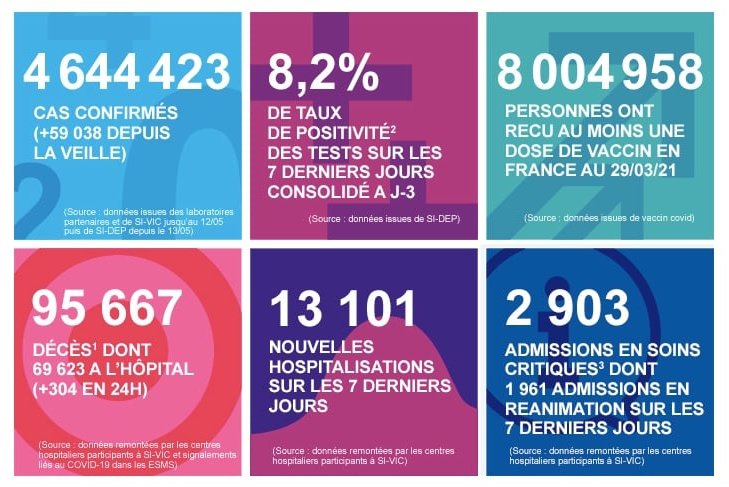 4 644 423
CAS CONFIRMÉS
(+59 038 DEPUIS
LA VEILLE)
(Source : données issues des laboratoires
partenaires et de SI-VIC jusqu'au 12/05
puis de SI-DEP depuis le 13/05)
8,2%
DE TAUX
DE POSITIVITÉ²
DES TESTS SUR LES
7 DERNIERS JOURS
CONSOLIDÉ A J-3
(Source : données issues de SI-DEP)
8 004 958
PERSONNES ONT
RECU AU MOINS UNE
DOSE DE VACCIN EN
FRANCE AU 29/03/21
(Source : données issues de vaccin covid)
95 667
DÉCÈS¹ DONT
69 623 A L'HÔPITAL
(+304 EN 24H)
(Source : données remontées par les centres
hospitaliers participants à SI-VIC et signalements
liés au COVID-19 dans les ESMS)
13 101
NOUVELLES
HOSPITALISATIONS
SUR LES 7 DERNIERS
JOURS
(Source : données remontées par les centres
hospitaliers participants à SI-VIC)
2 903
ADMISSIONS EN SOINS
CRITIQUES³ DONT
1 961 ADMISSIONS EN
REANIMATION SUR LES
7 DERNIERS JOURS
(Source : données remontées par les centres
hospitaliers participants à SI-VIC)